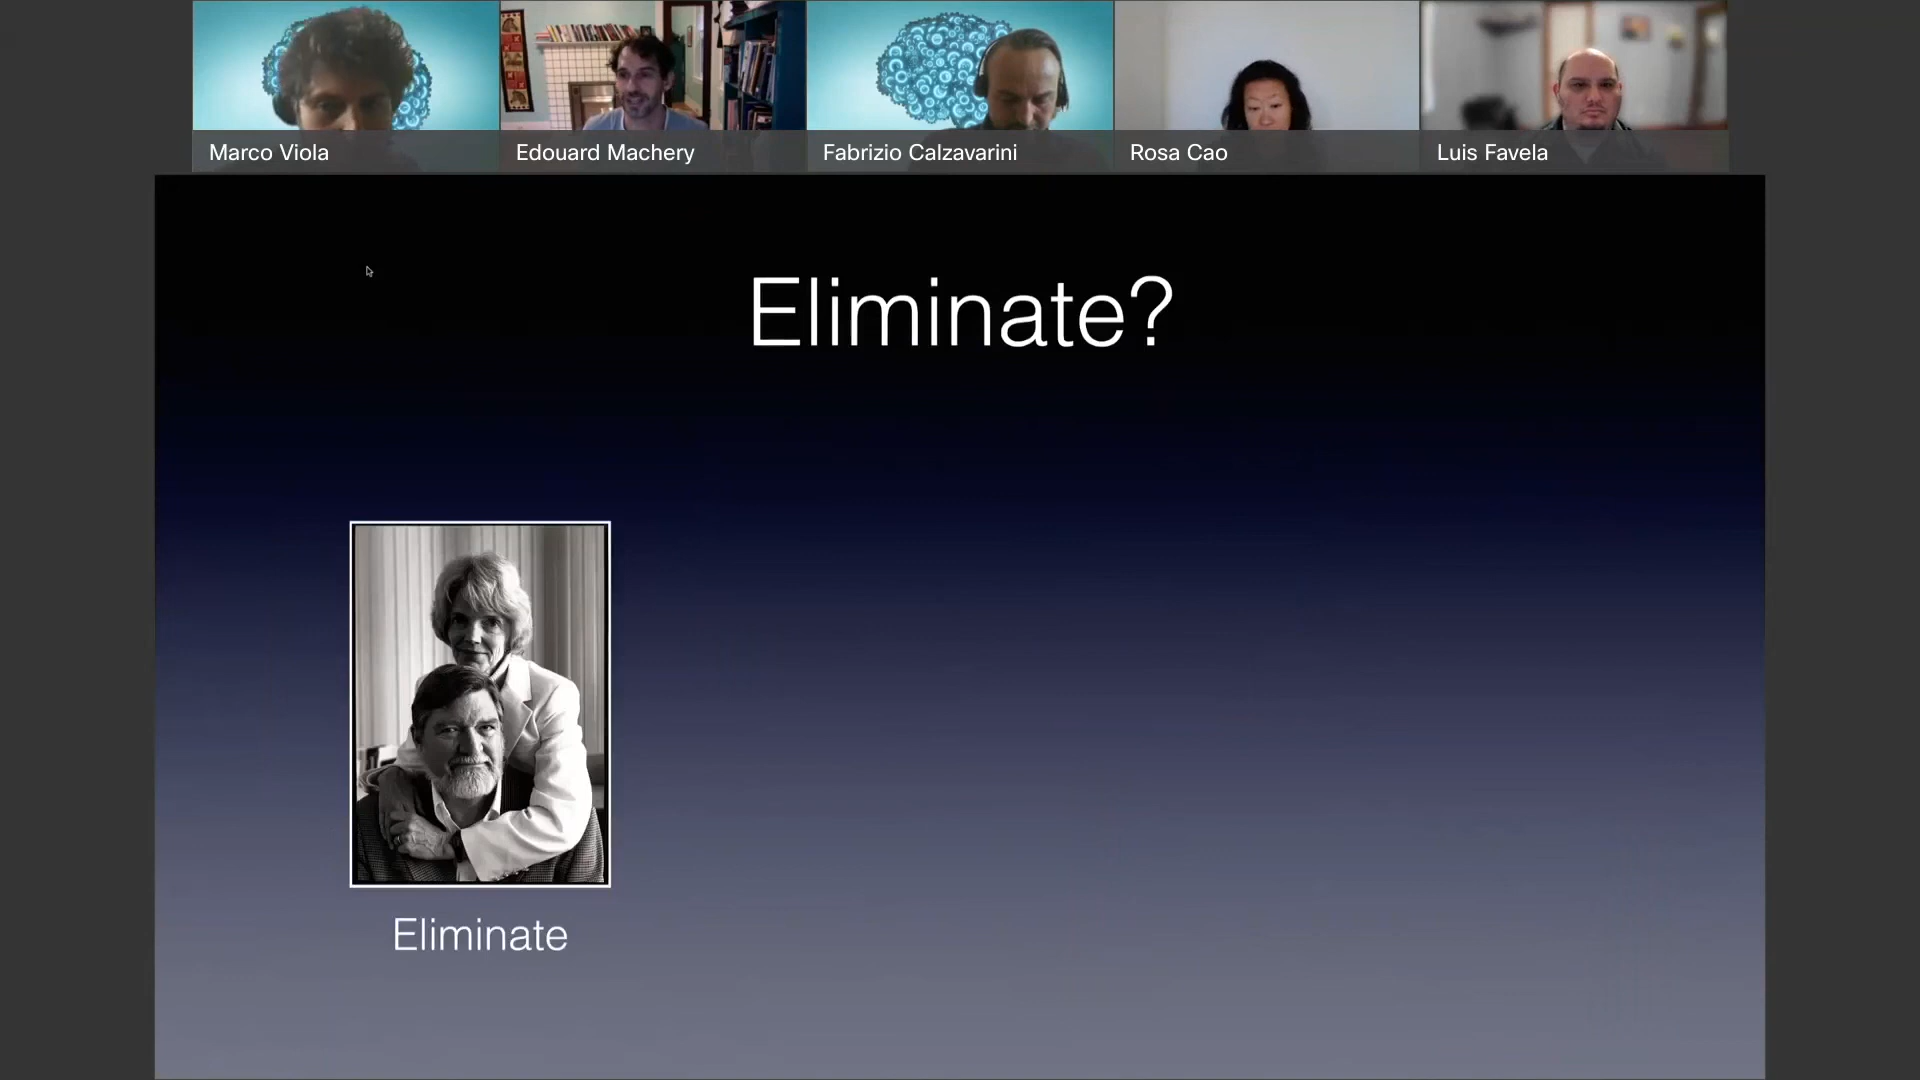 Marco Viola
Edouard Machery
Fabrizio Calzavarini
Rosa Cao
Luis Favela
Eliminate?
Eliminate